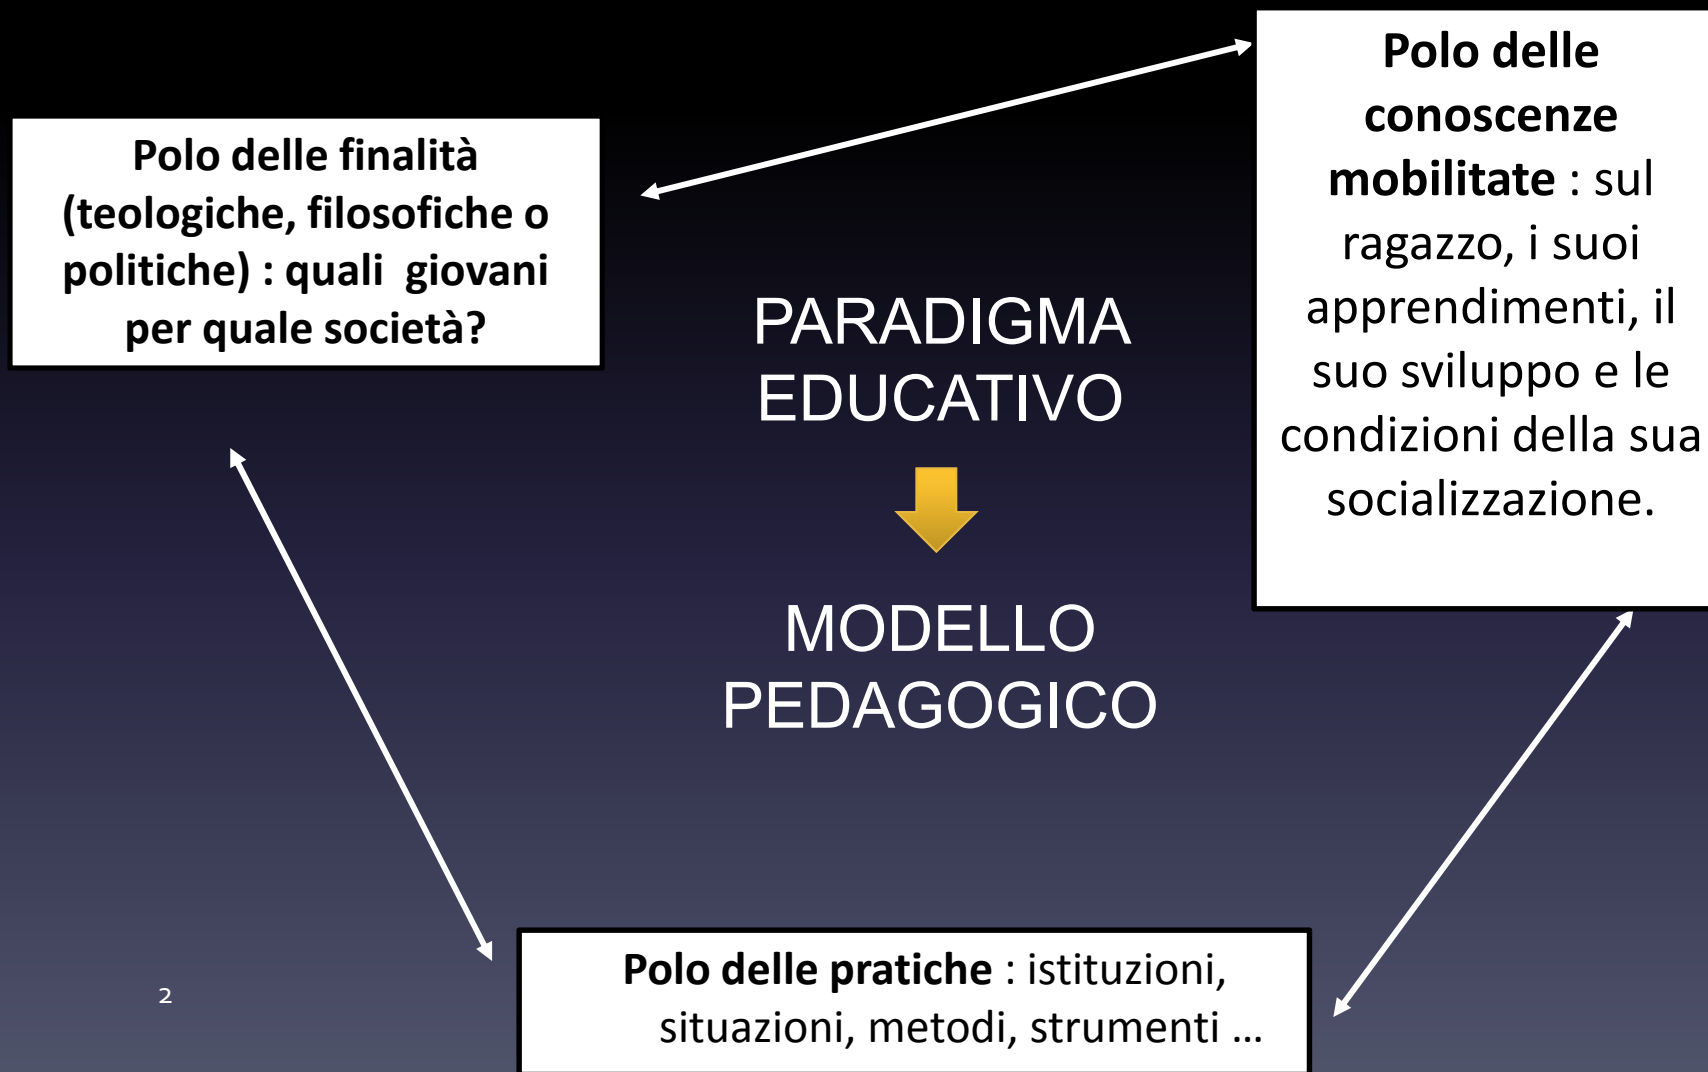 Polo delle finalità
(teologiche, filosofiche o
politiche) : quali  giovani
per quale società?
Polo delle
conoscenze
mobilitate : sul
ragazzo, i suoi
apprendimenti, il
suo sviluppo e le
condizioni della sua
socializzazione.
PARADIGMA
EDUCATIVO
MODELLO
PEDAGOGICO
Polo delle pratiche : istituzioni,
situazioni, metodi, strumenti ...
2